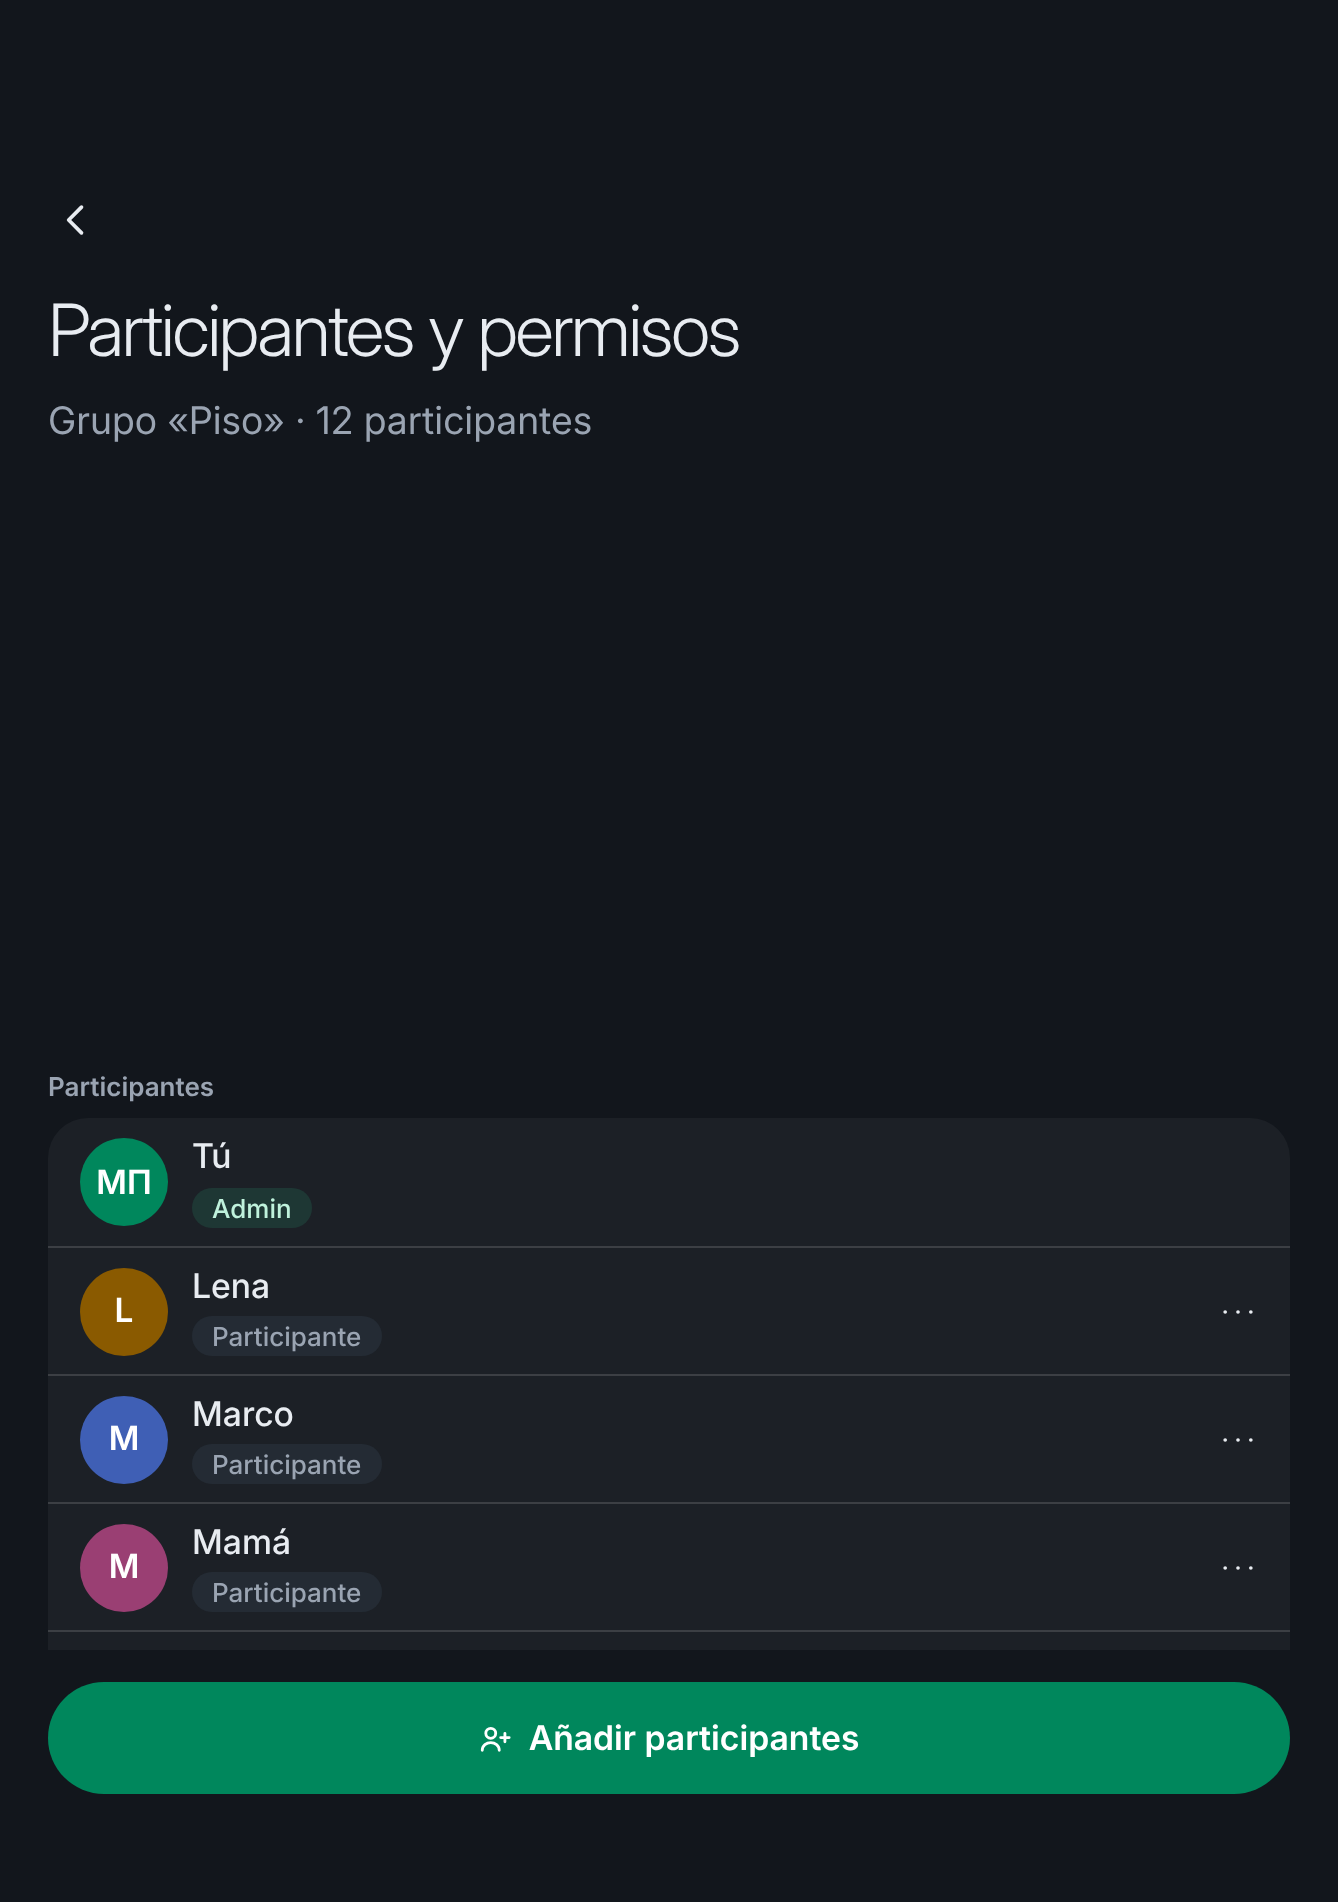 Participantes y permisos
Grupo «Piso» · 12 participantes
Participantes
МП
Tú
Admin
L
Lena
Participante
M
Marco
Participante
M
Mamá
Participante
Añadir participantes